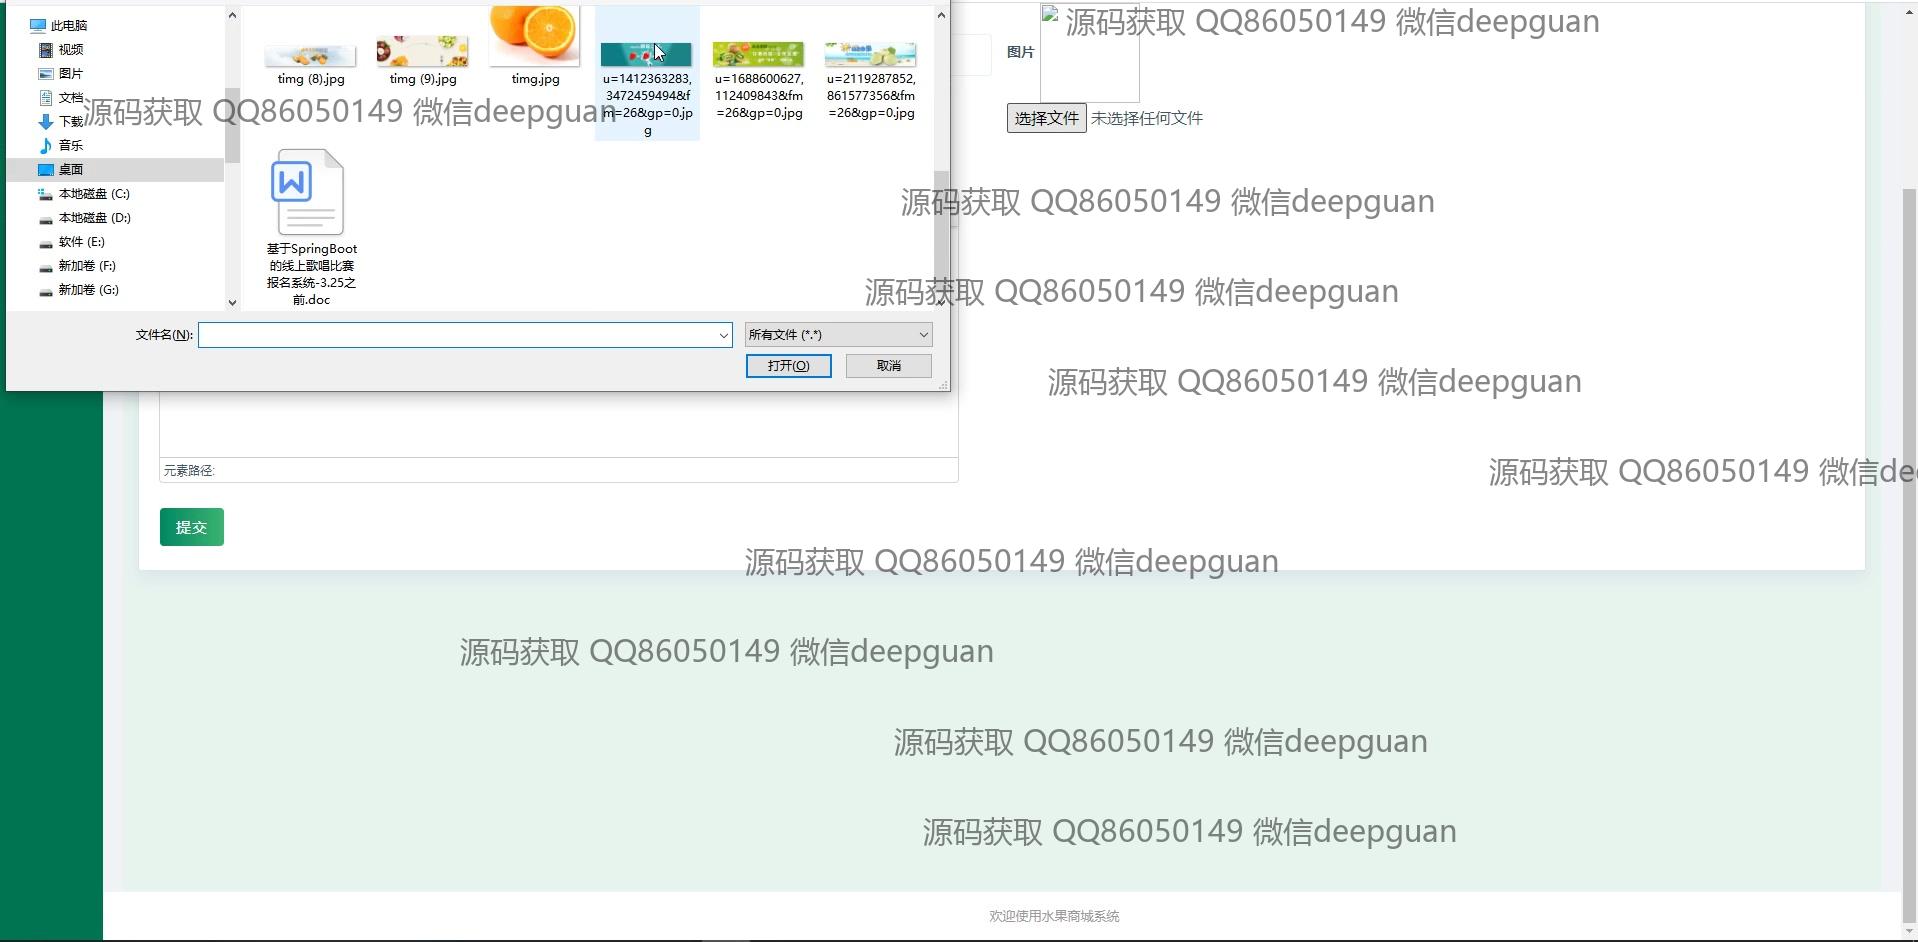 此电脑
视频
图片
文档
下载
音乐
桌面
本地磁盘 (C:)
本地磁盘 (D:)
软件 (E:)
新加卷 (F:)
新加卷 (G:)
timg (8).jpg
timg (9).jpg
timg.jpg
u=1412363283,
3472459494&f
m=26&gp=0.jp
g
u=1688600627,
112409843&fm
=26&gp=0.jpg
u=2119287852,
861577356&fm
=26&gp=0.jpg
基于SpringBoot
的线上歌唱比赛
报名系统-3.25之
前.doc
文件名(N):
所有文件 (*.*)
打开(O)
取消
图片
选择文件 未选择任何文件
元素路径:
提交
源码获取 QQ86050149 微信deepguan
源码获取 QQ86050149 微信deepguan
源码获取 QQ86050149 微信deepguan
源码获取 QQ86050149 微信deepguan
源码获取 QQ86050149 微信deepguan
源码获取 QQ86050149 微信dee
源码获取 QQ86050149 微信deepguan
源码获取 QQ86050149 微信deepguan
源码获取 QQ86050149 微信deepguan
源码获取 QQ86050149 微信deepguan
欢迎使用水果商城系统